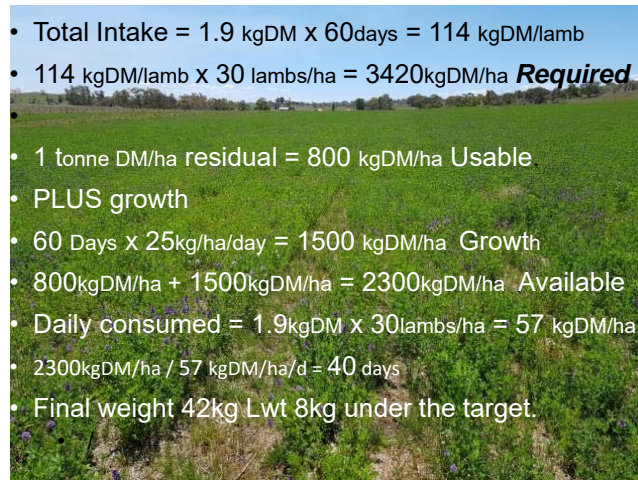 • Total Intake = 1.9 kgDM x 60days = 114 kgDM/lamb
• 114 kgDM/lamb x 30 lambs/ha = 3420kgDM/ha Required
•
• 1 tonne DM/ha residual = 800 kgDM/ha Usable.
• PLUS growth
• 60 Days x 25kg/ha/day = 1500 kgDM/ha Growth
• 800kgDM/ha + 1500kgDM/ha = 2300kgDM/ha Available
• Daily consumed = 1.9kgDM x 30lambs/ha = 57 kgDM/ha
• 2300kgDM/ha / 57 kgDM/ha/d = 40 days
• Final weight 42kg Lwt 8kg under the target.
•